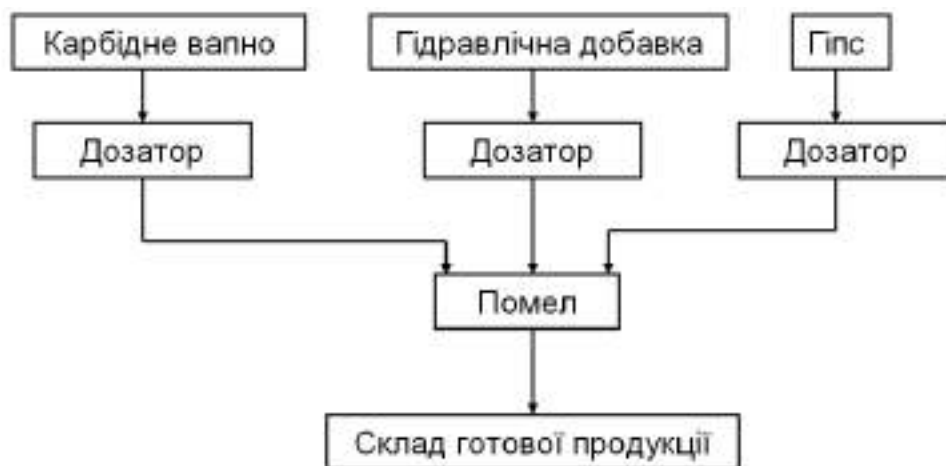 Карбідне вапно
Гідравлічна добавка
Гіпс
Дозатор
Дозатор
Дозатор
Помел
Склад готової продукції